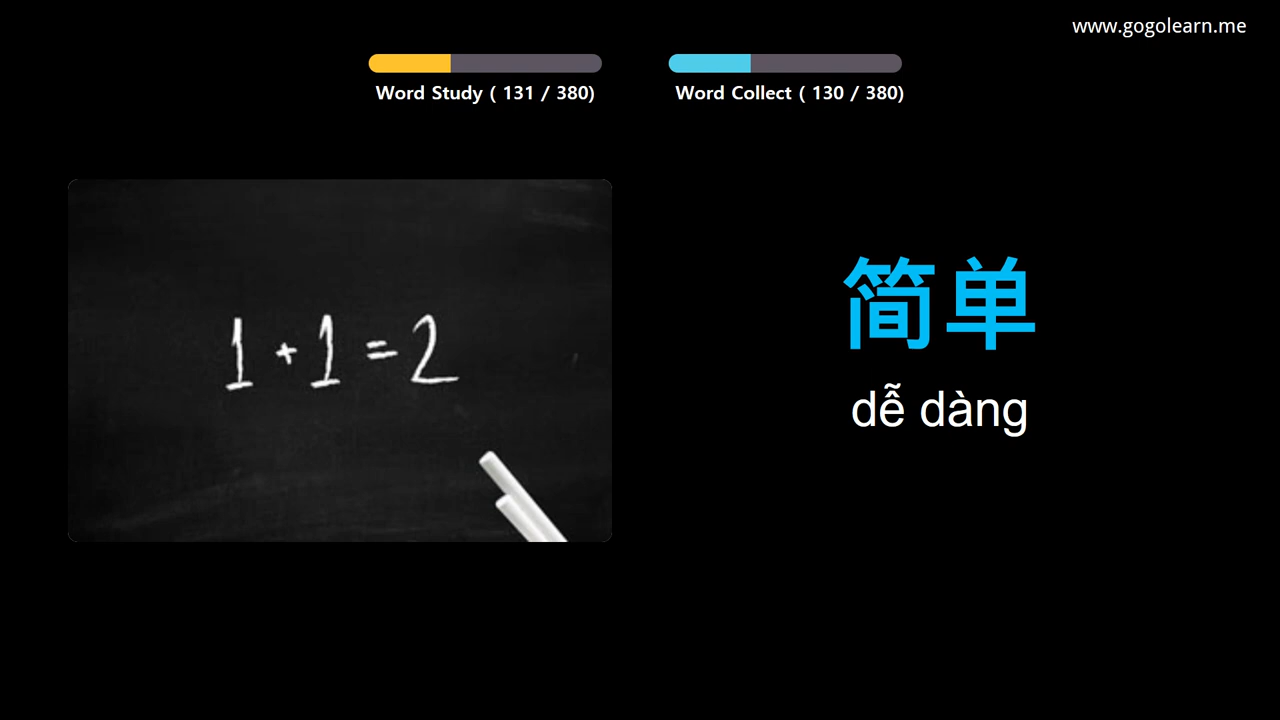 www.gogolearn.me
Word Study ( 131 / 380)
Word Collect ( 130 / 380)
1 + 1 = 2
简单
dễ dàng